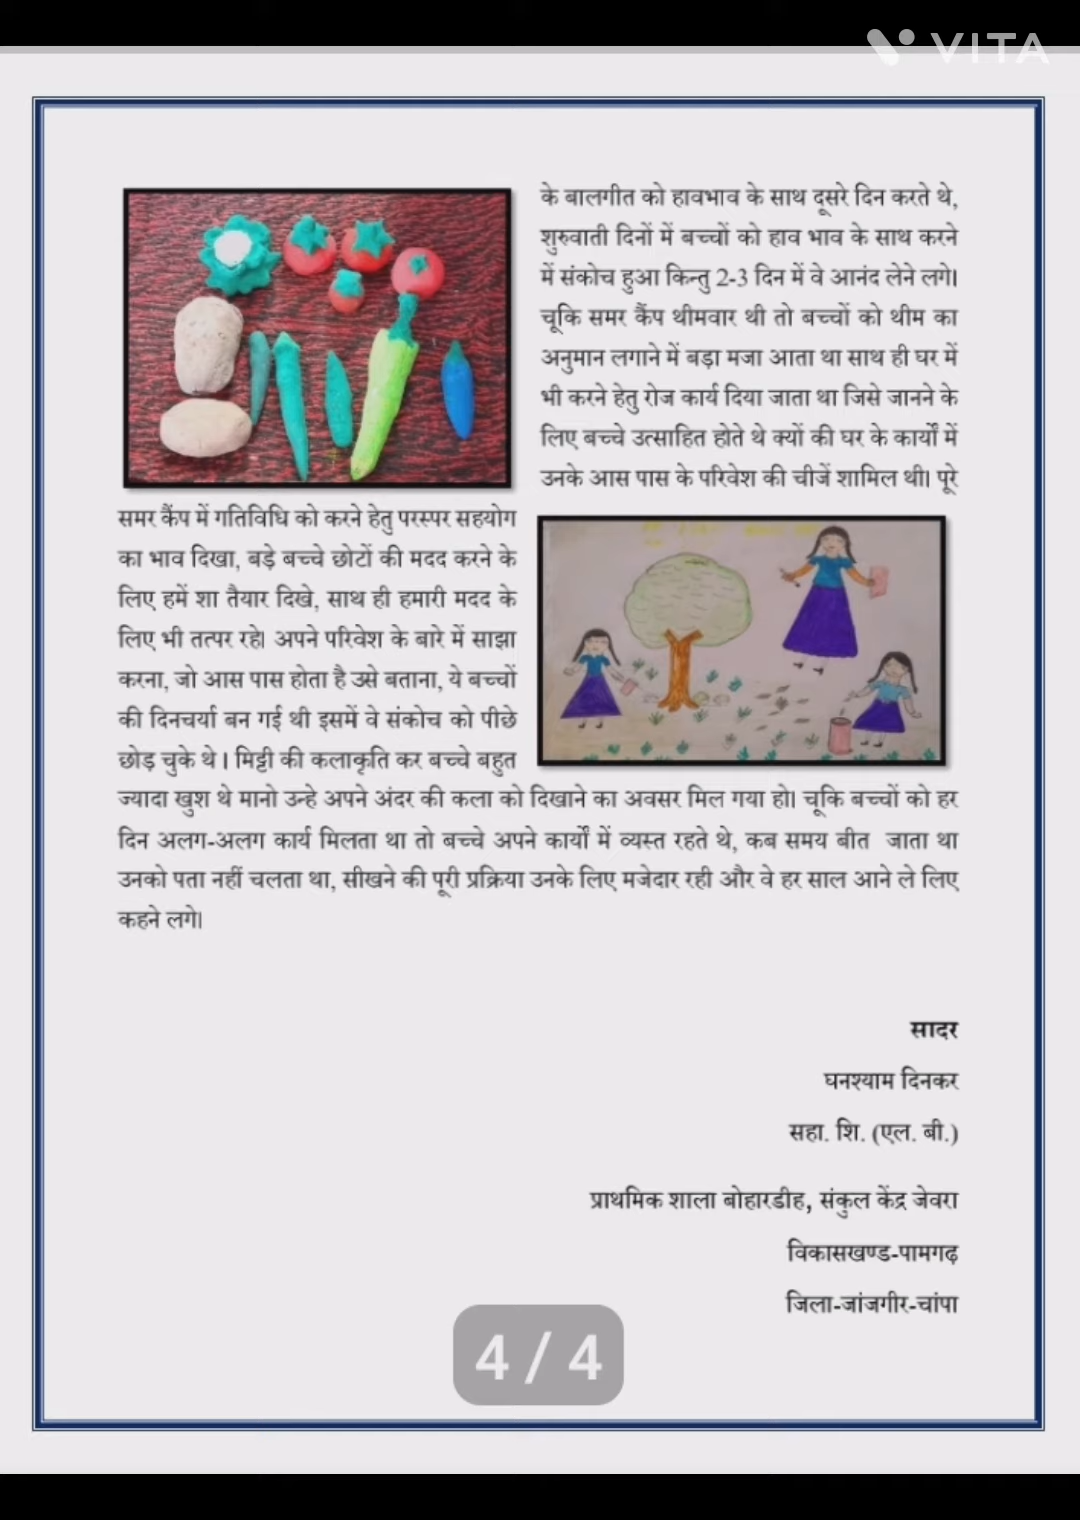 VITA
के बालगीत को हावभाव के साथ दूसरे दिन करते थे,
शुरुवाती दिनों में बच्चों को हाव भाव के साथ करने
में संकोच हुआ किन्तु 2-3 दिन में वे आनंद लेने लगे।
चूकि समर कैंप थीमवार थी तो बच्चों को थीम का
अनुमान लगाने में बड़ा मजा आता था साथ ही घर में
भी करने हेतु रोज कार्य दिया जाता था जिसे जानने के
लिए बच्चे उत्साहित होते थे क्यों की घर के कार्यों में
उनके आस पास के परिवेश की चीजें शामिल थी। पूरे
समर कैंप में गतिविधि को करने हेतु परस्पर सहयोग
का भाव दिखा, बड़े बच्चे छोटों की मदद करने के
लिए हमें शा तैयार दिखे, साथ ही हमारी मदद के
लिए भी तत्पर रहे। अपने परिवेश के बारे में साझा
करना, जो आस पास होता है उसे बताना, ये बच्चों
की दिनचर्या बन गई थी इसमें वे संकोच को पीछे
छोड़ चुके थे । मिट्टी की कलाकृति कर बच्चे बहुत
ज्यादा खुश थे मानो उन्हे अपने अंदर की कला को दिखाने का अवसर मिल गया हो। चूकि बच्चों को हर
दिन अलग-अलग कार्य मिलता था तो बच्चे अपने कार्यों में व्यस्त रहते थे, कब समय बीत जाता था
उनको पता नहीं चलता था, सीखने की पूरी प्रक्रिया उनके लिए मजेदार रही और वे हर साल आने ले लिए
कहने लगे।
सादर
घनश्याम दिनकर
सहा. शि. (एल. बी.)
प्राथमिक शाला बोहारडीह, संकुल केंद्र जेवरा
विकासखण्ड-पामगढ़
जिला-जांजगीर-चांपा
4 / 4